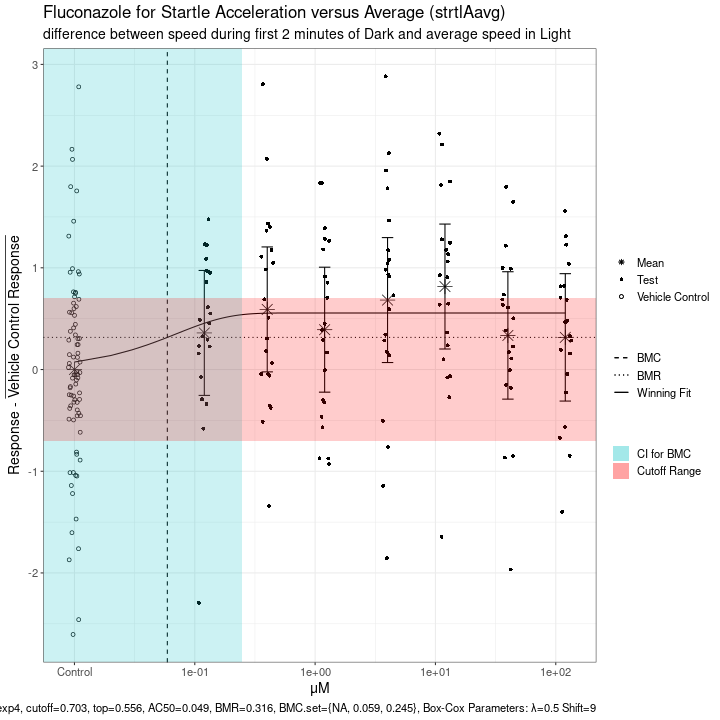 Fluconazole for Startle Acceleration versus Average (strtlAavg)
difference between speed during first 2 minutes of Dark and average speed in Light
Response - Vehicle Control Response
3
2
1
0
-1
-2
Control
1e-01
1e+00
1e+01
1e+02
μM
Mean
Test
Vehicle Control
BMC
BMR
Winning Fit
CI for BMC
Cutoff Range
exp4, cutoff=0.703, top=0.556, AC50=0.049, BMR=0.316, BMC.set={NA, 0.059, 0.245}, Box-Cox Parameters: λ=0.5 Shift=9